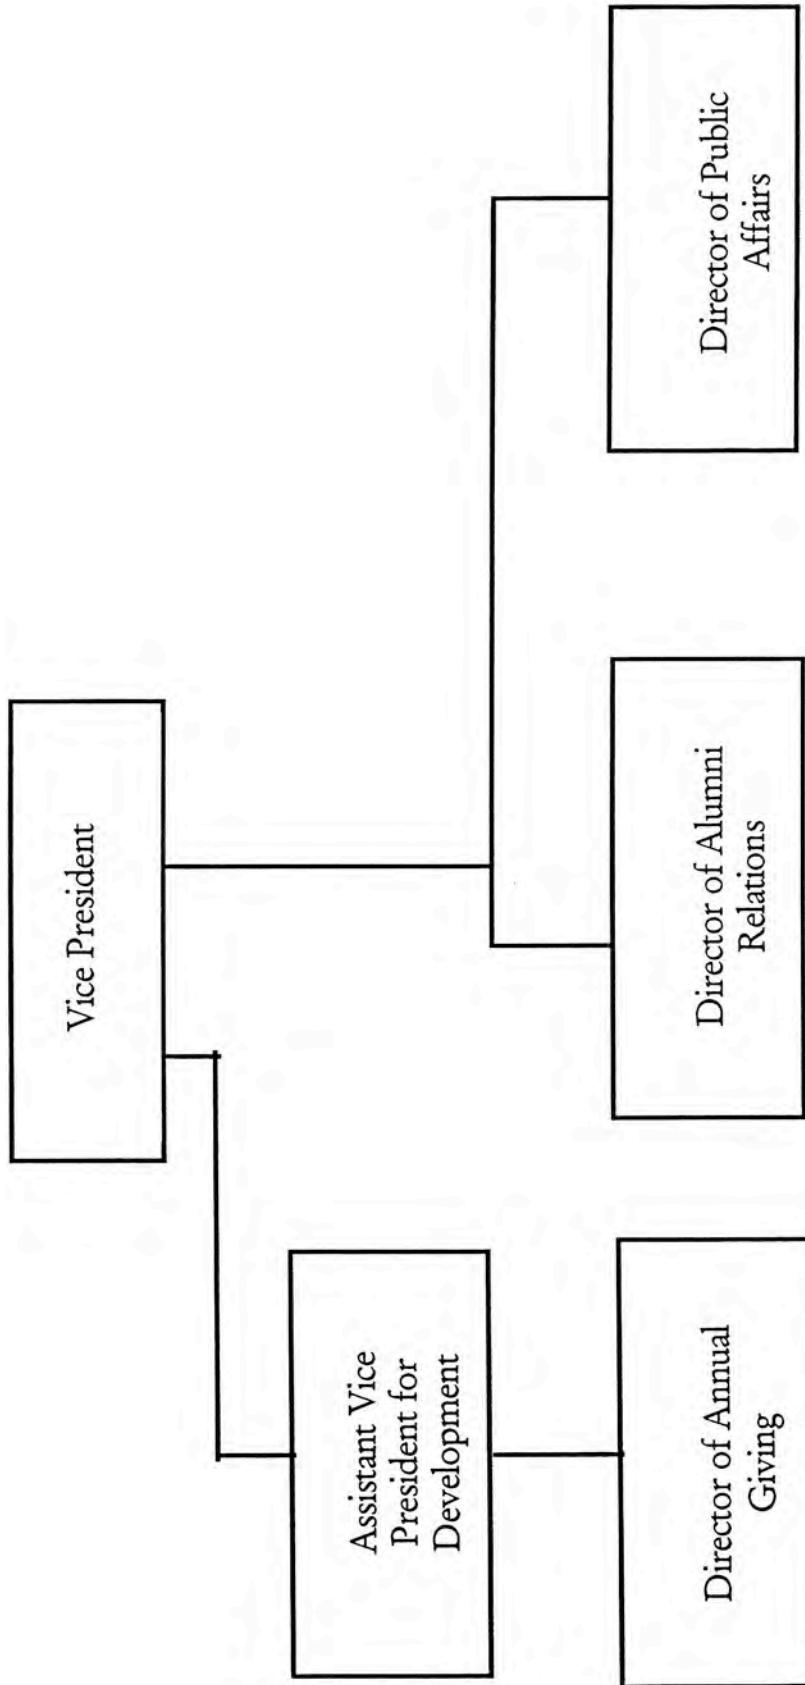 Vice President
Assistant Vice
President for
Development
Director of Annual
Giving
Director of Alumni
Relations
Director of Public
Affairs